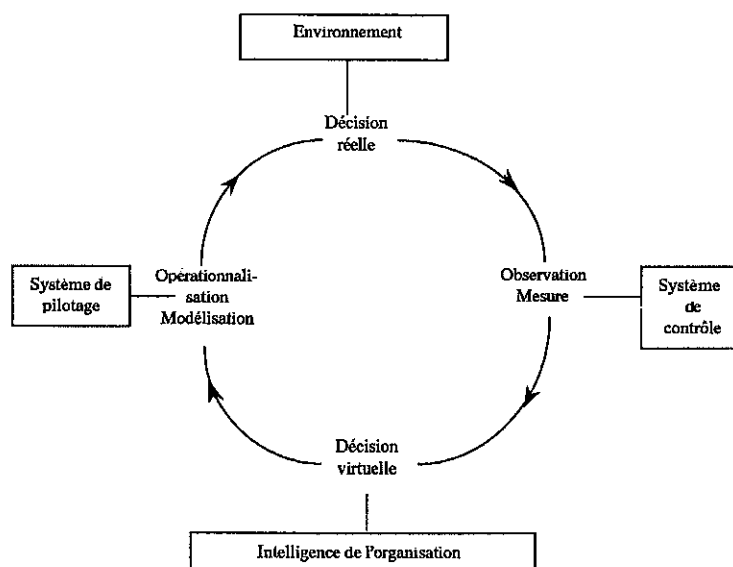 Environnement
Décision
réelle
Système de
pilotage
Opérationnali-
sation
Modélisation
Observation
Mesure
Système
de
contrôle
Décision
virtuelle
Intelligence de l'organisation